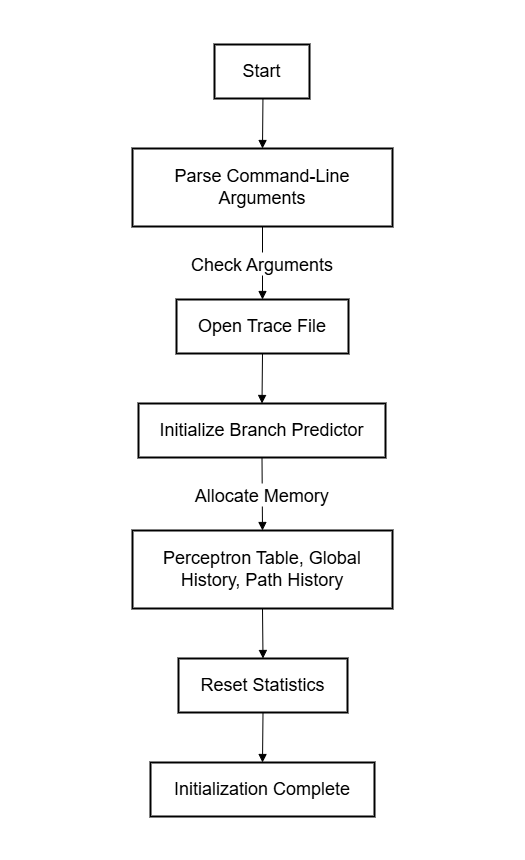 Start
Parse Command-Line
Arguments
Check Arguments
Open Trace File
Initialize Branch Predictor
Allocate Memory
Perceptron Table, Global
History, Path History
Reset Statistics
Initialization Complete